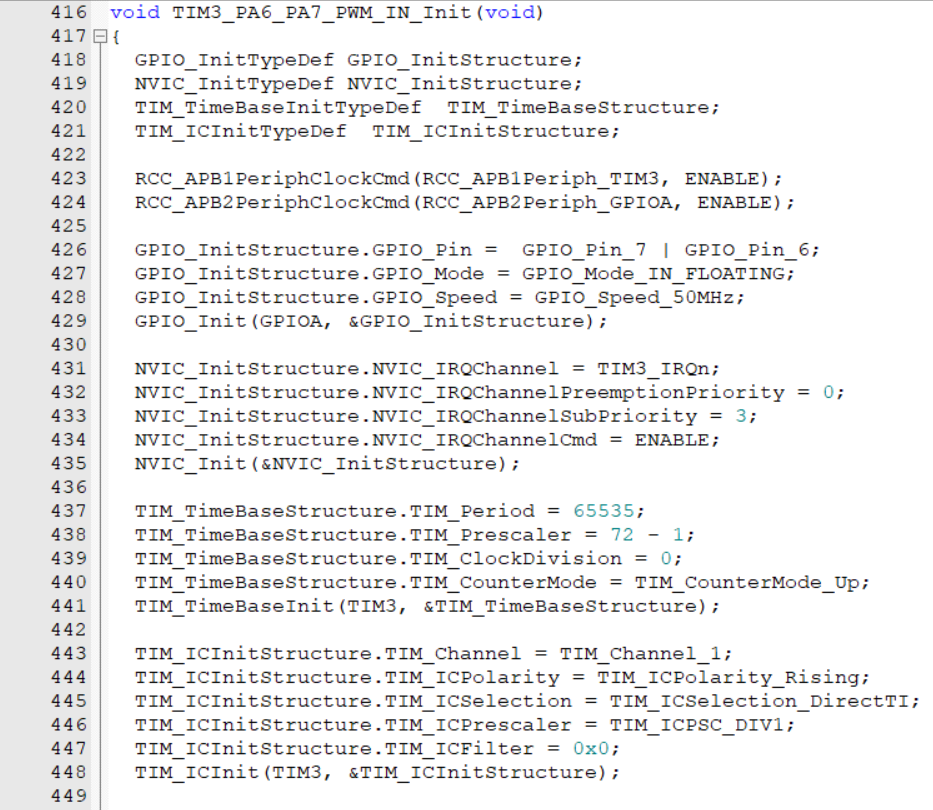 416 void TIM3_PA6_PA7_PWM_IN_Init(void)
417 {
418 GPIO_InitTypeDef GPIO_InitStructure;
419 NVIC_InitTypeDef NVIC_InitStructure;
420 TIM_TimeBaseInitTypeDef  TIM_TimeBaseStructure;
421 TIM_ICInitTypeDef  TIM_ICInitStructure;
422
423 RCC_APB1PeriphClockCmd(RCC_APB1Periph_TIM3, ENABLE);
424 RCC_APB2PeriphClockCmd(RCC_APB2Periph_GPIOA, ENABLE);
425
426 GPIO_InitStructure.GPIO_Pin =  GPIO_Pin_7 | GPIO_Pin_6;
427 GPIO_InitStructure.GPIO_Mode = GPIO_Mode_IN_FLOATING;
428 GPIO_InitStructure.GPIO_Speed = GPIO_Speed_50MHz;
429 GPIO_Init(GPIOA, &GPIO_InitStructure);
430
431 NVIC_InitStructure.NVIC_IRQChannel = TIM3_IRQn;
432 NVIC_InitStructure.NVIC_IRQChannelPreemptionPriority = 0;
433 NVIC_InitStructure.NVIC_IRQChannelSubPriority = 3;
434 NVIC_InitStructure.NVIC_IRQChannelCmd = ENABLE;
435 NVIC_Init(&NVIC_InitStructure);
436
437 TIM_TimeBaseStructure.TIM_Period = 65535;
438 TIM_TimeBaseStructure.TIM_Prescaler = 72 - 1;
439 TIM_TimeBaseStructure.TIM_ClockDivision = 0;
440 TIM_TimeBaseStructure.TIM_CounterMode = TIM_CounterMode_Up;
441 TIM_TimeBaseInit(TIM3, &TIM_TimeBaseStructure);
442
443 TIM_ICInitStructure.TIM_Channel = TIM_Channel_1;
444 TIM_ICInitStructure.TIM_ICPolarity = TIM_ICPolarity_Rising;
445 TIM_ICInitStructure.TIM_ICSelection = TIM_ICSelection_DirectTI;
446 TIM_ICInitStructure.TIM_ICPrescaler = TIM_ICPSC_DIV1;
447 TIM_ICInitStructure.TIM_ICFilter = 0x0;
448 TIM_ICInit(TIM3, &TIM_ICInitStructure);
449